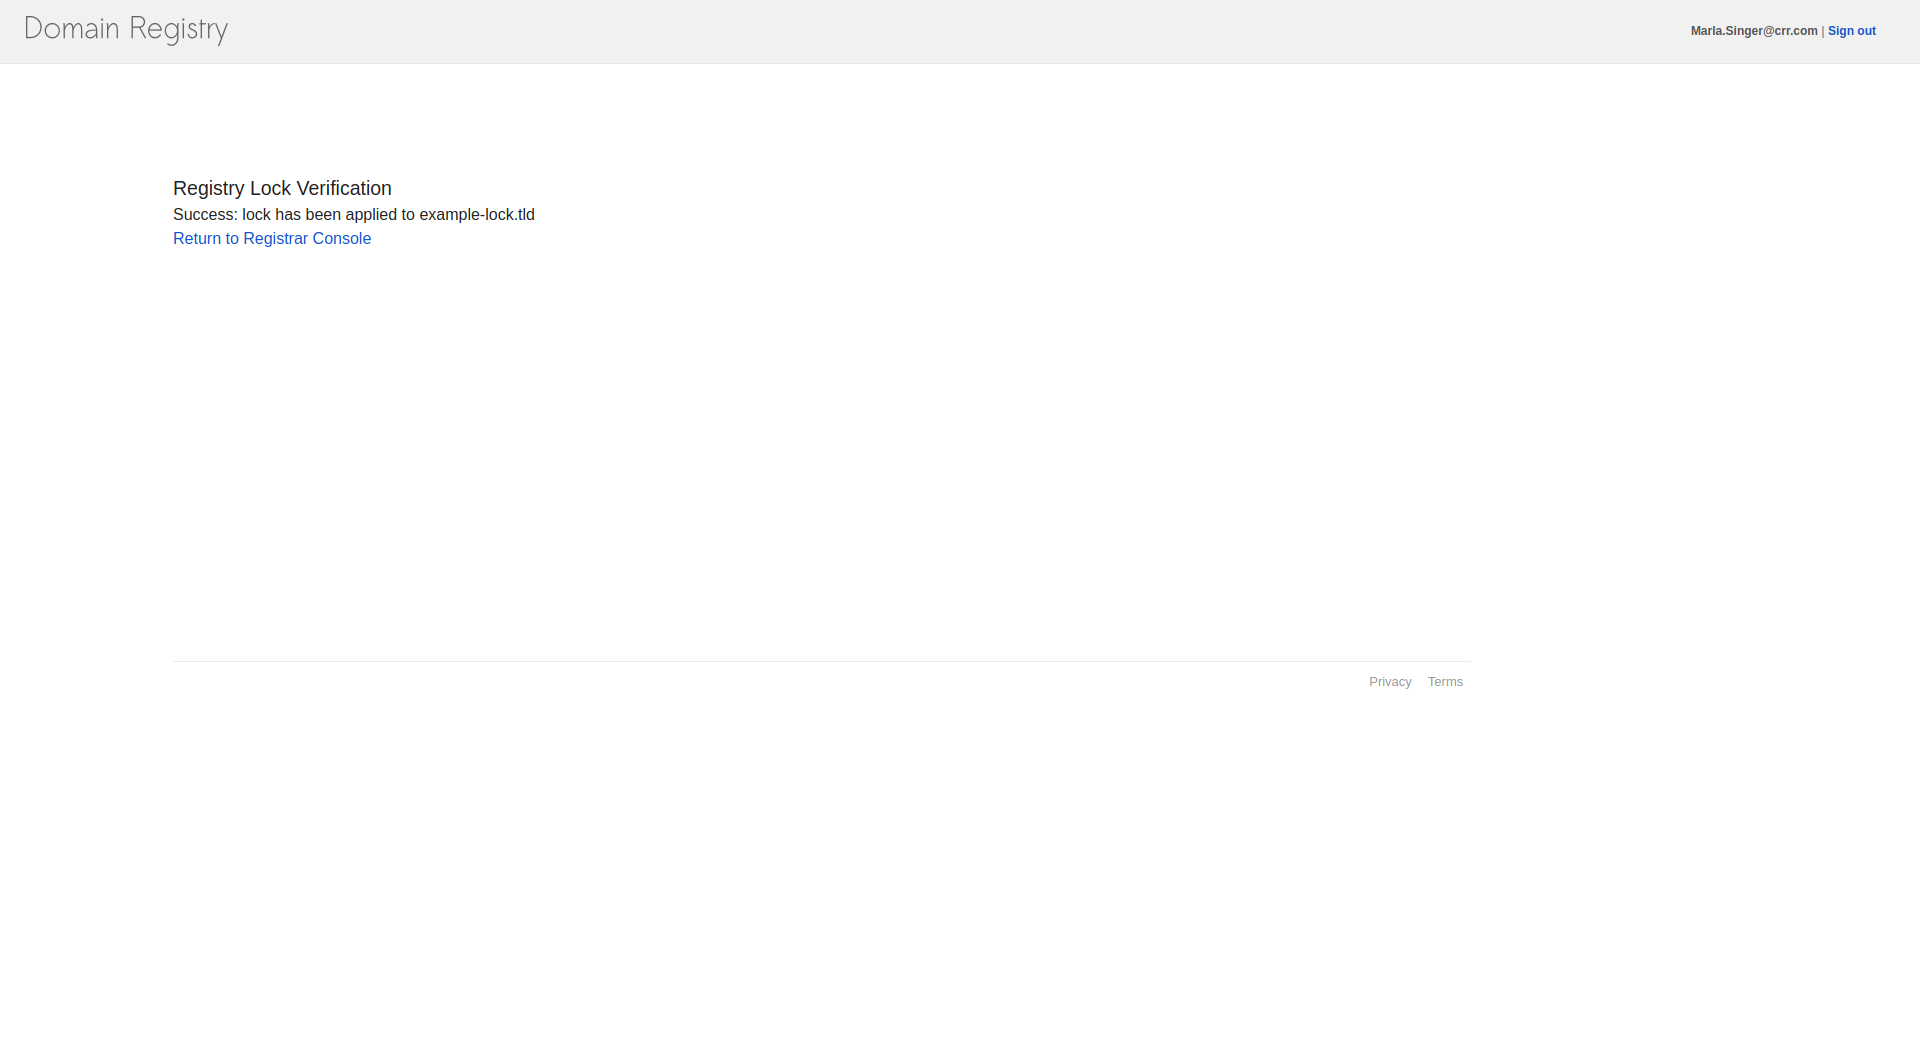 Domain Registry
Marla.Singer@crr.com | Sign out
Registry Lock Verification
Success: lock has been applied to example-lock.tld
Return to Registrar Console
Privacy Terms